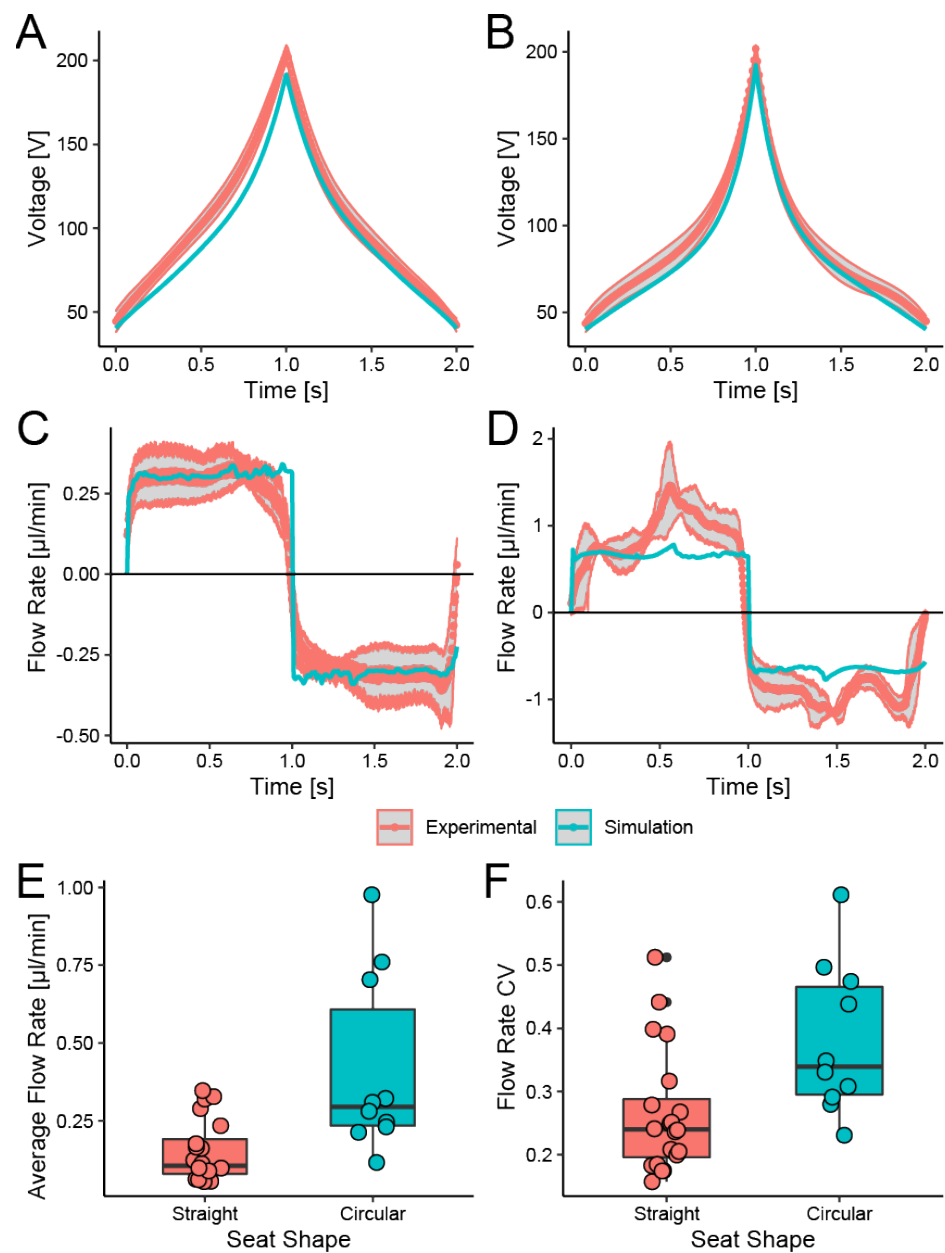 A
Voltage [V]
200
150
100
50
0.0 0.5 1.0 1.5 2.0
Time [s]
B
Voltage [V]
200
150
100
50
0.0 0.5 1.0 1.5 2.0
Time [s]
C
Flow Rate [µl/min]
0.25
0.00
-0.25
-0.50
0.0 0.5 1.0 1.5 2.0
Time [s]
D
Flow Rate [µl/min]
2
1
0
-1
0.0 0.5 1.0 1.5 2.0
Time [s]
Experimental Simulation
E
Average Flow Rate [µl/min]
1.00
0.75
0.50
0.25
Straight Circular
Seat Shape
F
Flow Rate CV
0.6
0.5
0.4
0.3
0.2
Straight Circular
Seat Shape